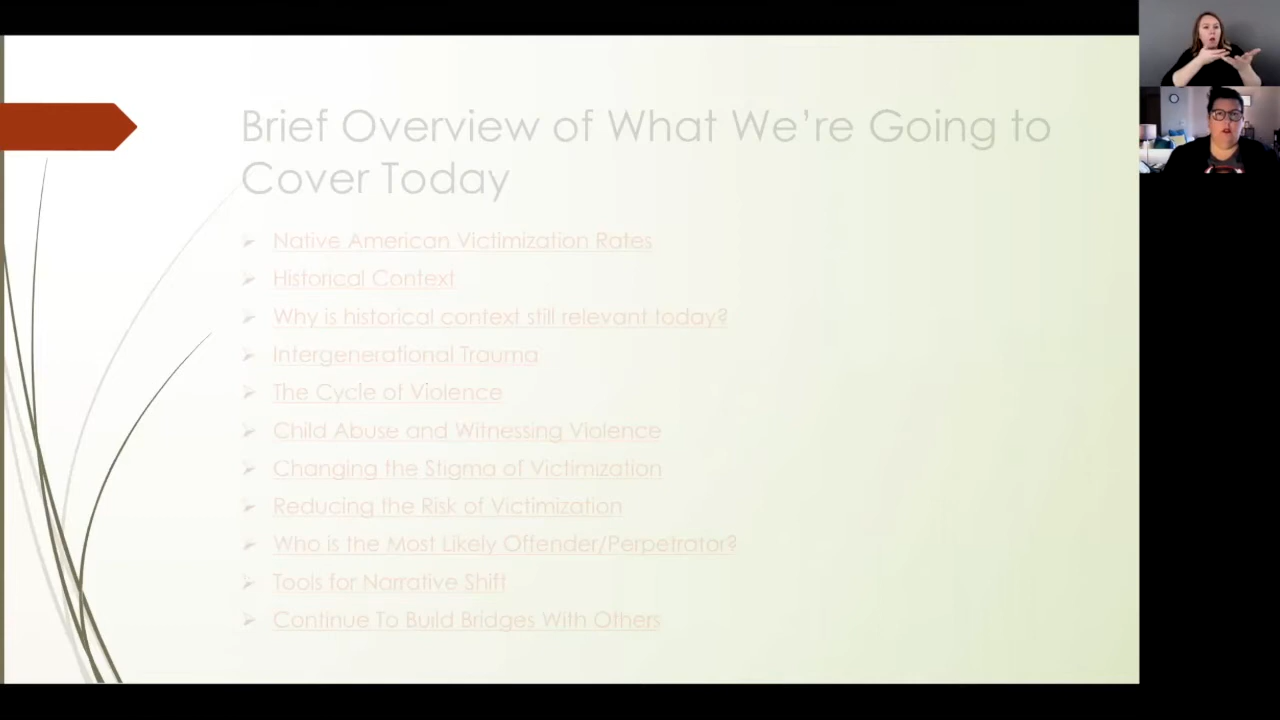 Brief Overview of What We're Going to
Cover Today
Native American Victimization Rates
Historical Context
Why is historical context still relevant today?
Intergenerational Trauma
The Cycle of Violence
Child Abuse and Witnessing Violence
Changing the Stigma of Victimization
Reducing the Risk of Victimization
Who is the Most Likely Offender/Perpetrator?
Tools for Narrative Shift
Continue To Build Bridges With Others